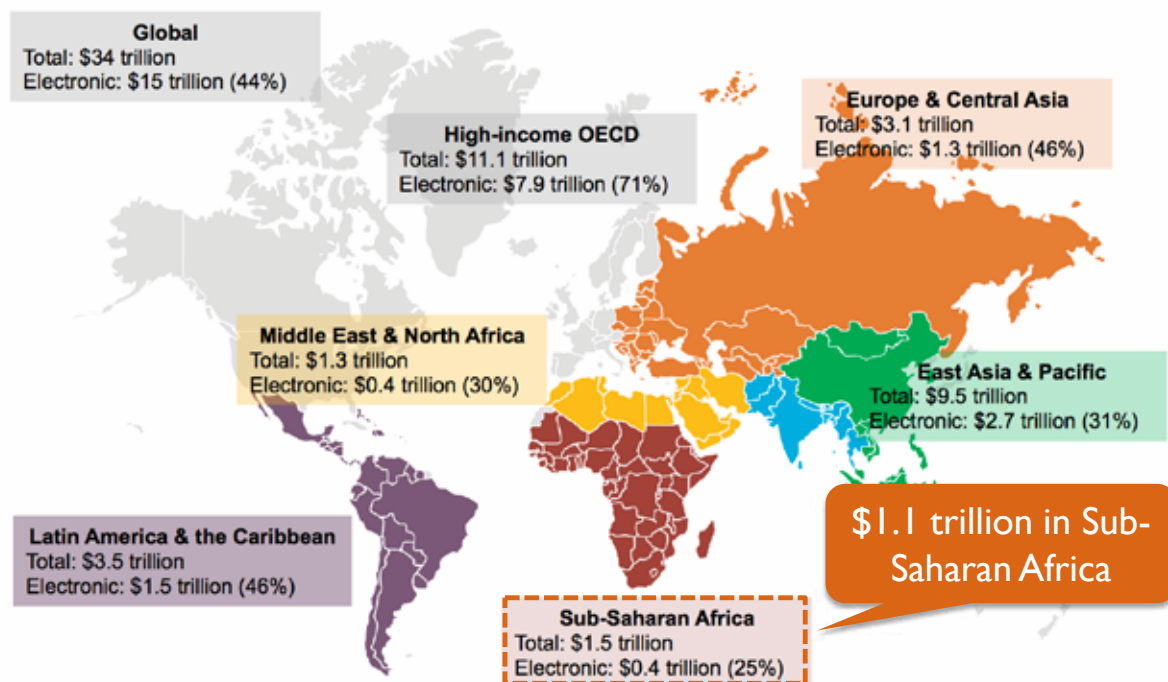 Global
Total: $34 trillion
Electronic: $15 trillion (44%)
High-income OECD
Total: $11.1 trillion
Electronic: $7.9 trillion (71%)
Europe & Central Asia
Total: $3.1 trillion
Electronic: $1.3 trillion (46%)
Middle East & North Africa
Total: $1.3 trillion
Electronic: $0.4 trillion (30%)
East Asia & Pacific
Total: $9.5 trillion
Electronic: $2.7 trillion (31%)
Latin America & the Caribbean
Total: $3.5 trillion
Electronic: $1.5 trillion (46%)
$1.1 trillion in Sub-
Saharan Africa
Sub-Saharan Africa
Total: $1.5 trillion
Electronic: $0.4 trillion (25%)